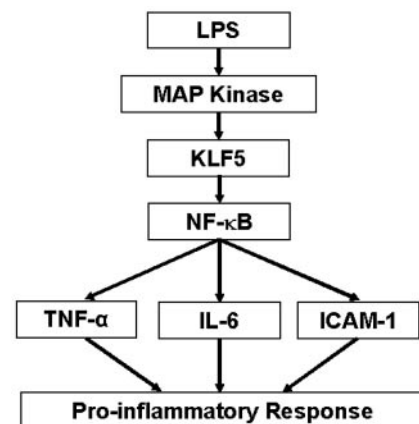 LPS
MAP Kinase
KLF5
NF-κB
TNF-α IL-6 ICAM-1
Pro-inflammatory Response